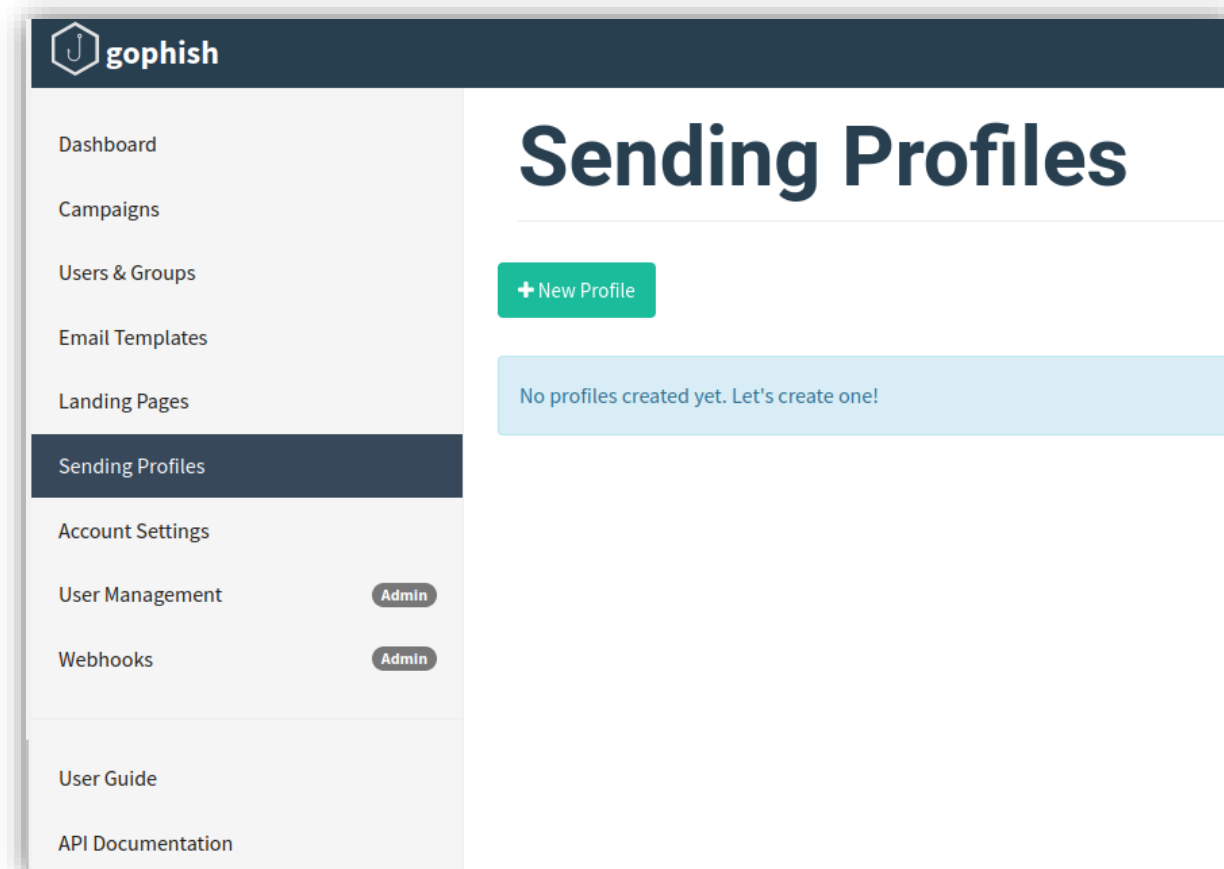 gophish
Dashboard
Campaigns
Users & Groups
Email Templates
Landing Pages
Sending Profiles
Account Settings
User Management Admin
Webhooks Admin
User Guide
API Documentation
Sending Profiles
New Profile
No profiles created yet. Let's create one!